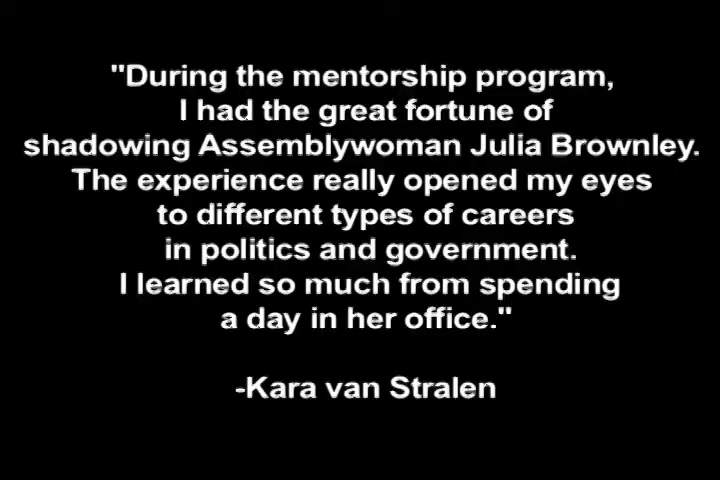 "During the mentorship program,
I had the great fortune of
shadowing Assemblywoman Julia Brownley.
The experience really opened my eyes
to different types of careers
in politics and government.
I learned so much from spending
a day in her office."
-Kara van Stralen